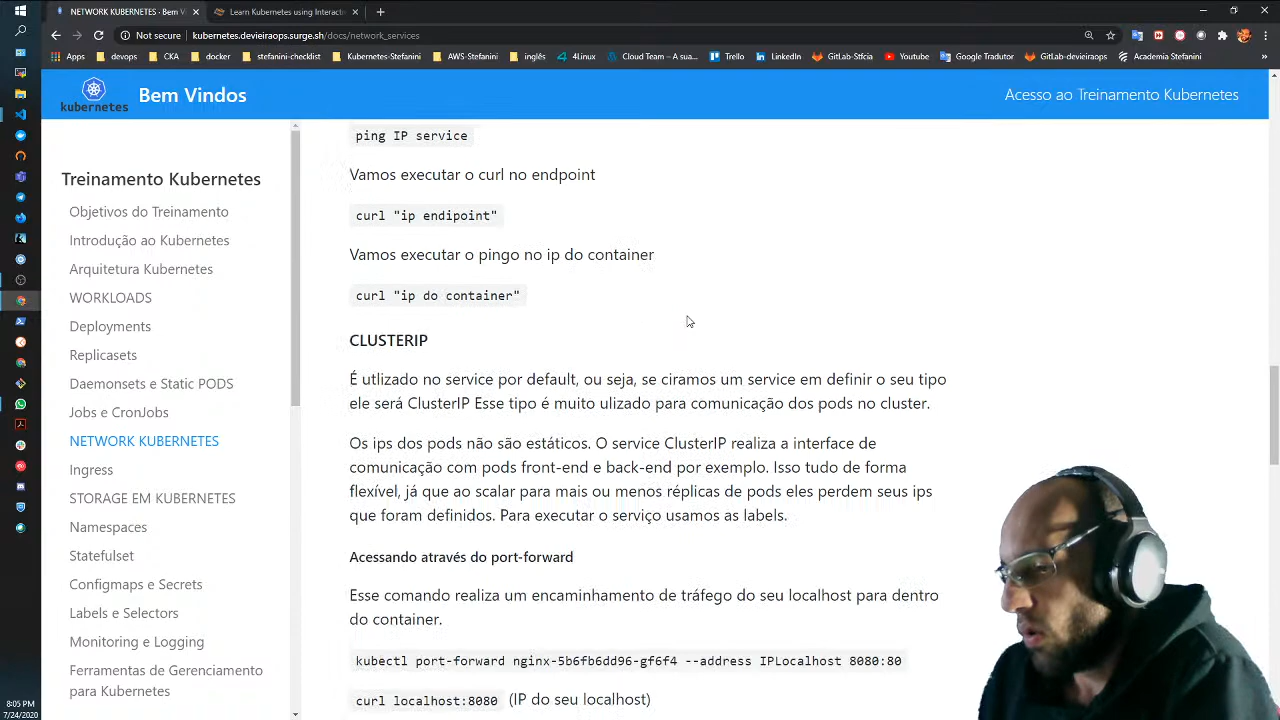 NETWORK KUBERNETES - Bem V
Learn Kubernetes using Interact
Not secure
kubernetes.devieiraops.surge.sh/docs/network_services
Apps
devops
CKA
docker
stefanini-checklist
Kubernetes-Stefanini
AWS-Stefanini
inglês
4Linux
Cloud Team – A sua...
Trello
LinkedIn
GitLab-Stfcia
Youtube
Google Tradutor
GitLab-devieiraops
Academia Stefanini
kubernetes
Bem Vindos
Acesso ao Treinamento Kubernetes
Treinamento Kubernetes
Objetivos do Treinamento
Introdução ao Kubernetes
Arquitetura Kubernetes
WORKLOADS
Deployments
Replicasets
Daemonsets e Static PODS
Jobs e CronJobs
NETWORK KUBERNETES
Ingress
STORAGE EM KUBERNETES
Namespaces
Statefulset
Configmaps e Secrets
Labels e Selectors
Monitoring e Logging
Ferramentas de Gerenciamento
para Kubernetes
ping IP service
Vamos executar o curl no endpoint
curl "ip endipoint"
Vamos executar o pingo no ip do container
curl "ip do container"
CLUSTERIP
É utlizado no service por default, ou seja, se ciramos um service em definir o seu tipo
ele será ClusterIP Esse tipo é muito ulizado para comunicação dos pods no cluster.
Os ips dos pods não são estáticos. O service ClusterIP realiza a interface de
comunicação com pods front-end e back-end por exemplo. Isso tudo de forma
flexível, já que ao scalar para mais ou menos réplicas de pods eles perdem seus ips
que foram definidos. Para executar o serviço usamos as labels.
Acessando através do port-forward
Esse comando realiza um encaminhamento de tráfego do seu localhost para dentro
do container.
kubectl port-forward nginx-5b6fb6dd96-gf6f4 --address IPLocalhost 8080:80
curl localhost:8080 (IP do seu localhost)
8:05 PM
7/24/2020